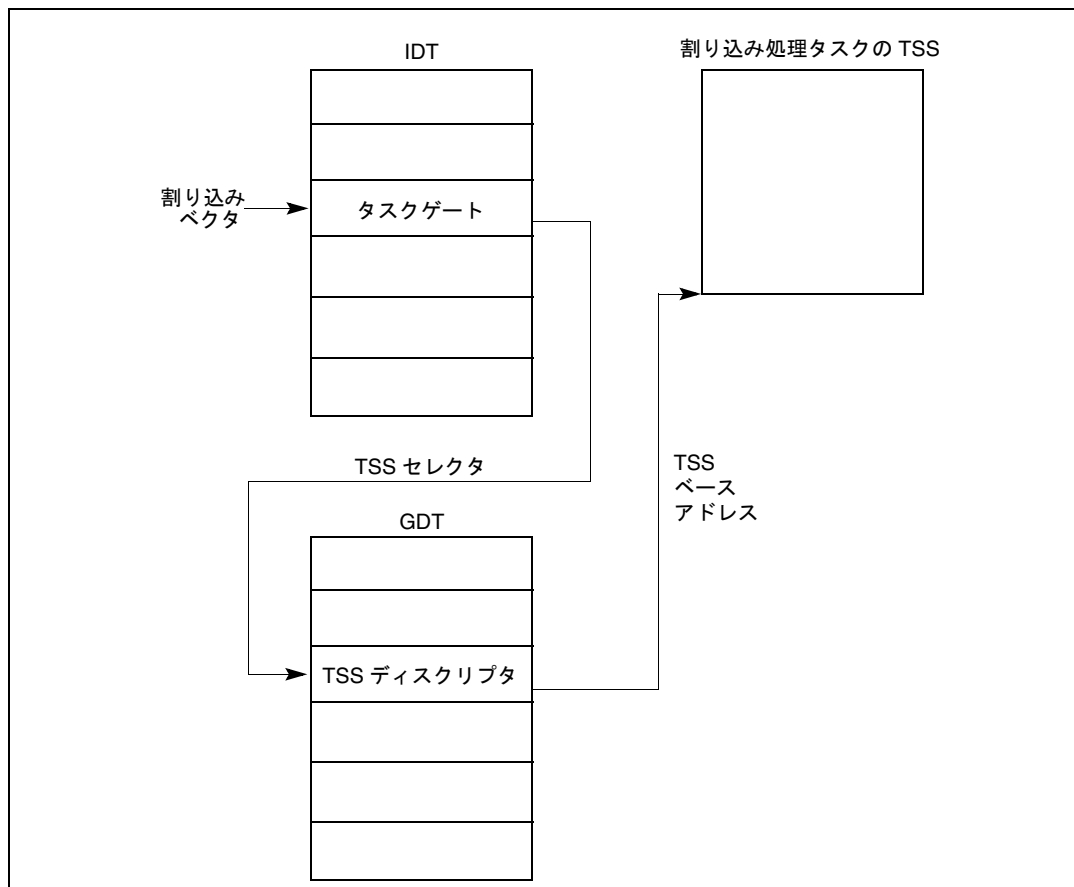 IDT
割り込み処理タスクの TSS
割り込み
ベクタ
タスクゲート
TSS セレクタ
TSS
ベース
アドレス
GDT
TSS ディスクリプタ